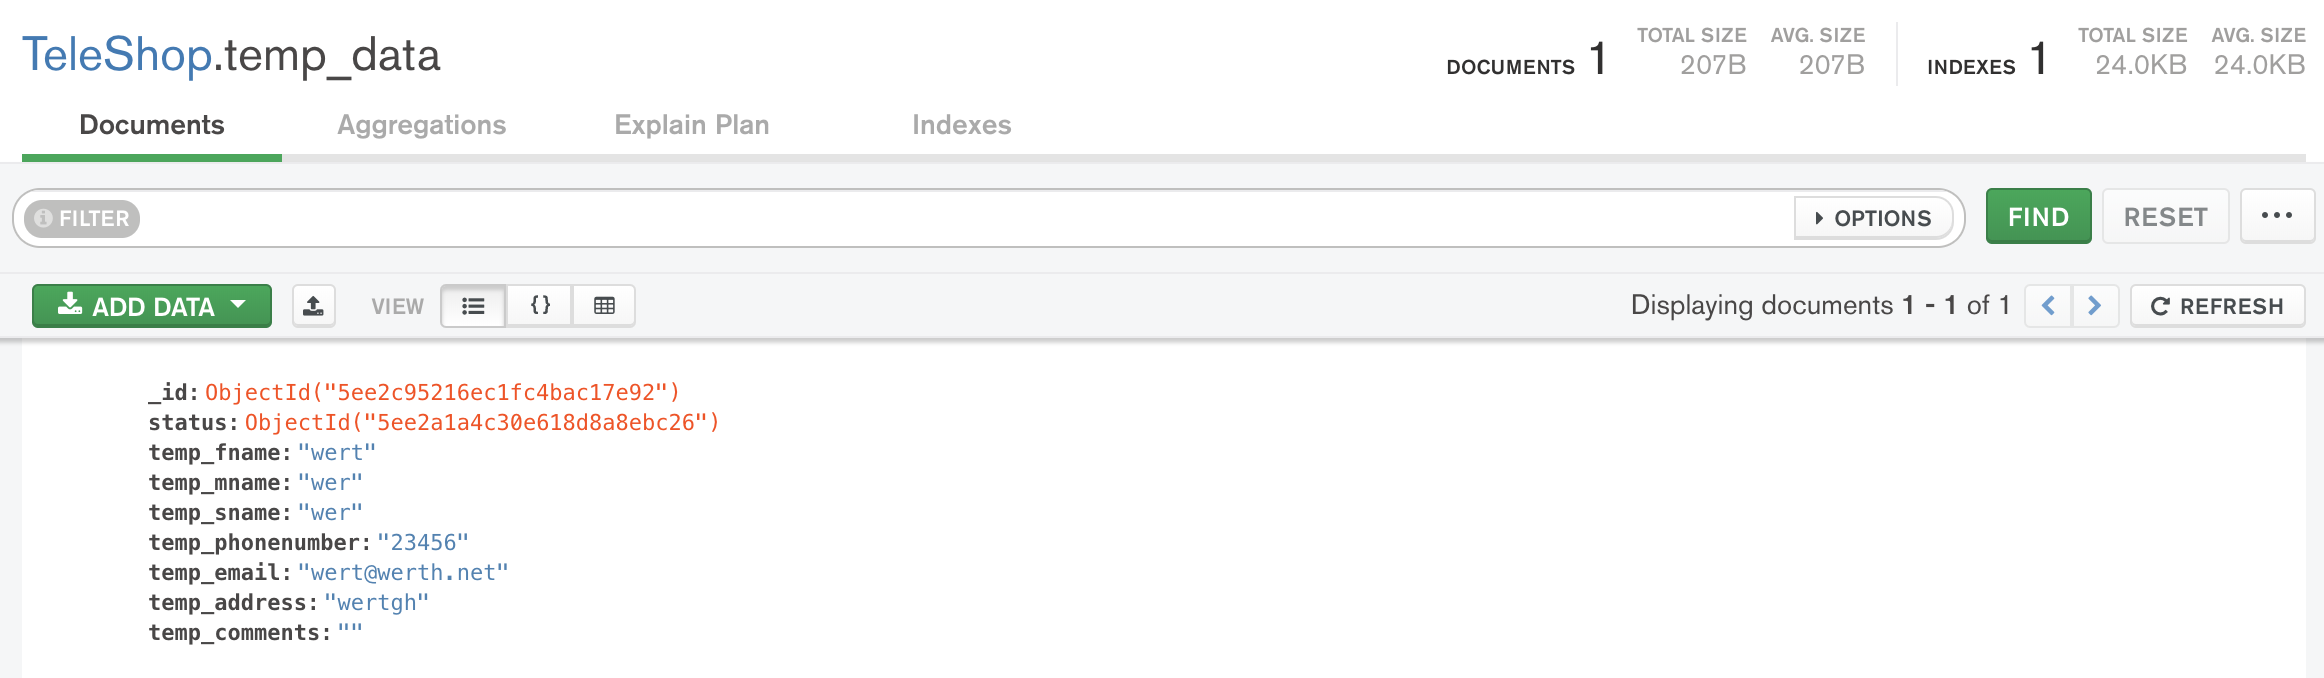 TeleShop.temp_data
DOCUMENTS 1 TOTAL SIZE 207B AVG. SIZE 207B INDEXES 1 TOTAL SIZE 24.0KB AVG. SIZE 24.0KB
Documents Aggregations Explain Plan Indexes
FILTER OPTIONS FIND RESET ...
ADD DATA VIEW {} Displaying documents 1 - 1 of 1 < > REFRESH
_id: ObjectId("5ee2c95216ec1fc4bac17e92")
status: ObjectId("5ee2a1a4c30e618d8a8ebc26")
temp_fname: "wert"
temp_mname: "wer"
temp_sname: "wer"
temp_phonenumber: "23456"
temp_email: "wert@werth.net"
temp_address: "wertgh"
temp_comments: ""